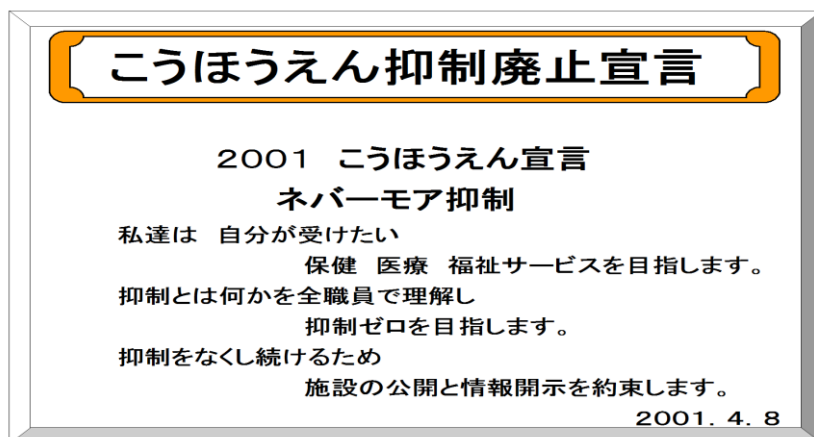 こうほうえん抑制廃止宣言
2001 こうほうえん宣言
ネバーモア抑制
私達は 自分が受けたい
保健 医療 福祉サービスを目指します。
抑制とは何かを全職員で理解し
抑制ゼロを目指します。
抑制をなくし続けるため
施設の公開と情報開示を約束します。
2001. 4. 8